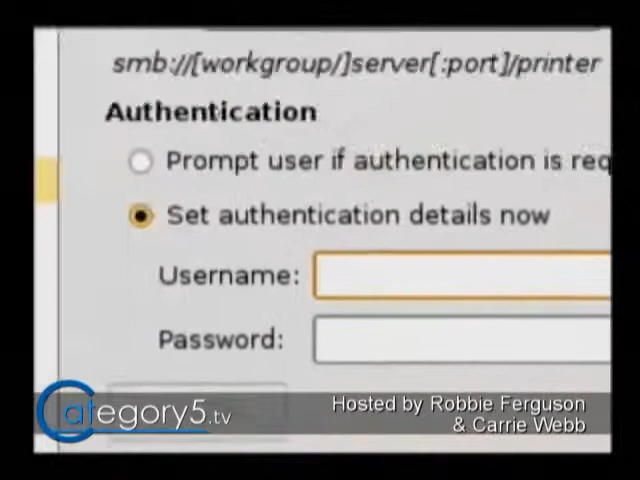 smb://[workgroup/]server[:port]/printer
Authentication
Prompt user if authentication is req
Set authentication details now
Username:
Password:
Category5.tv
Hosted by Robbie Ferguson
& Carrie Webb